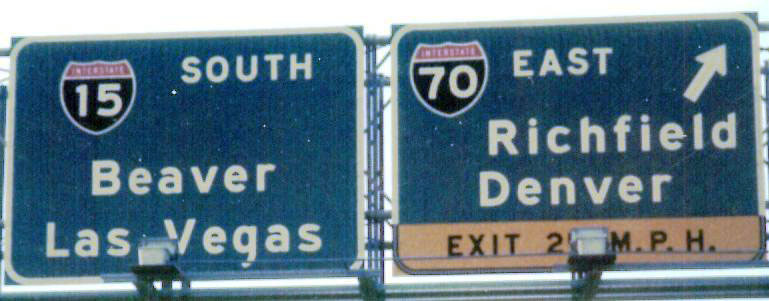 INTERSTATE
15
SOUTH
Beaver
Las Vegas
INTERSTATE
70
EAST
Richfield
Denver
EXIT M.P.H.